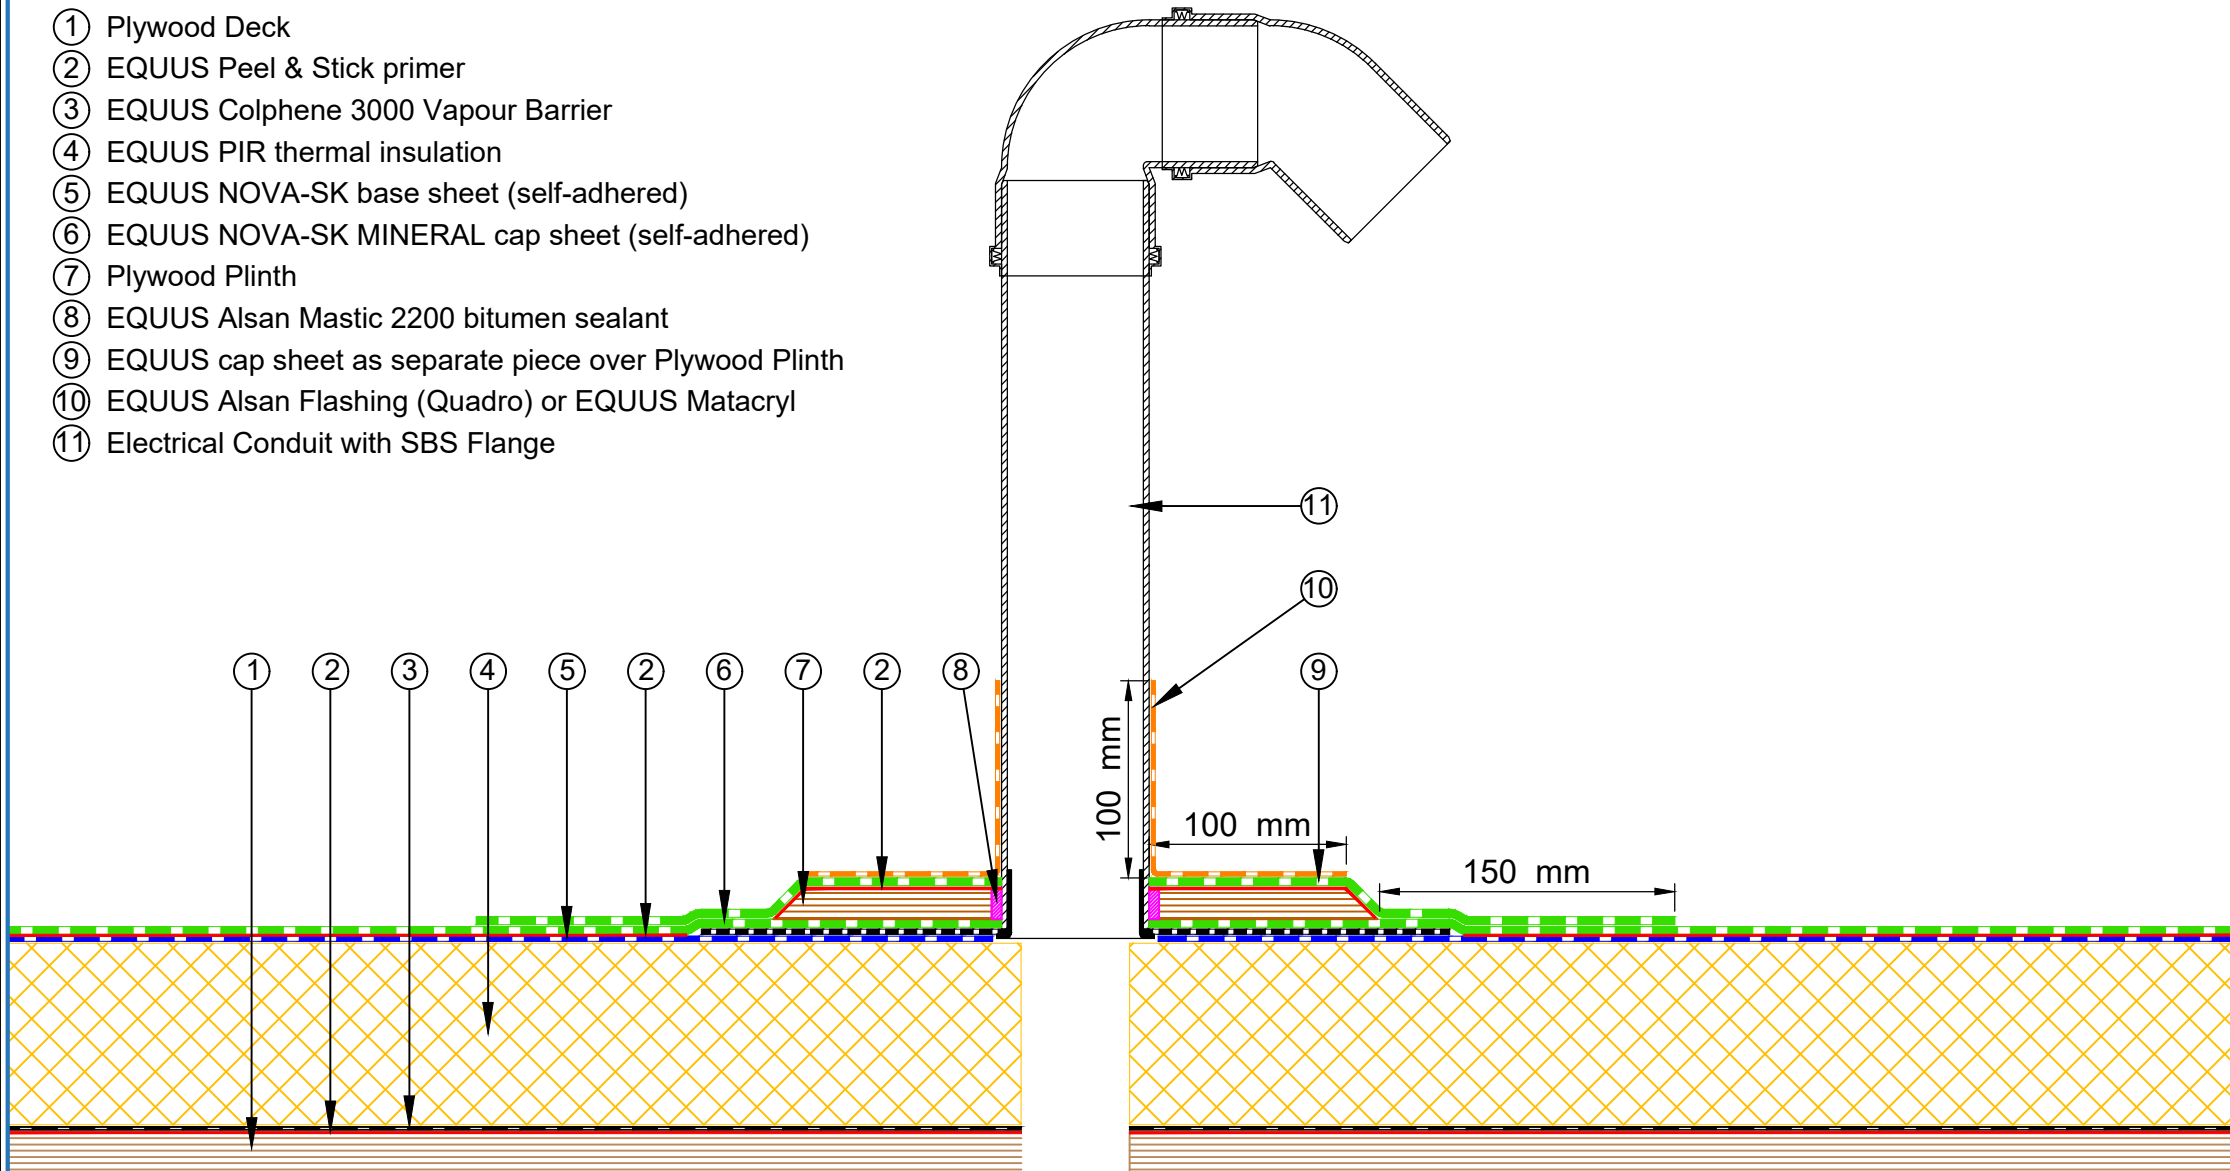 1 Plywood Deck
2 EQUUS Peel & Stick primer
3 EQUUS Colphene 3000 Vapour Barrier
4 EQUUS PIR thermal insulation
5 EQUUS NOVA-SK base sheet (self-adhered)
6 EQUUS NOVA-SK MINERAL cap sheet (self-adhered)
7 Plywood Plinth
8 EQUUS Alsan Mastic 2200 bitumen sealant
9 EQUUS cap sheet as separate piece over Plywood Plinth
10 EQUUS Alsan Flashing (Quadro) or EQUUS Matacryl
11 Electrical Conduit with SBS Flange
11
10
1 2 3 4 5 2 6 7 2 8 9
100 mm
100 mm
150 mm